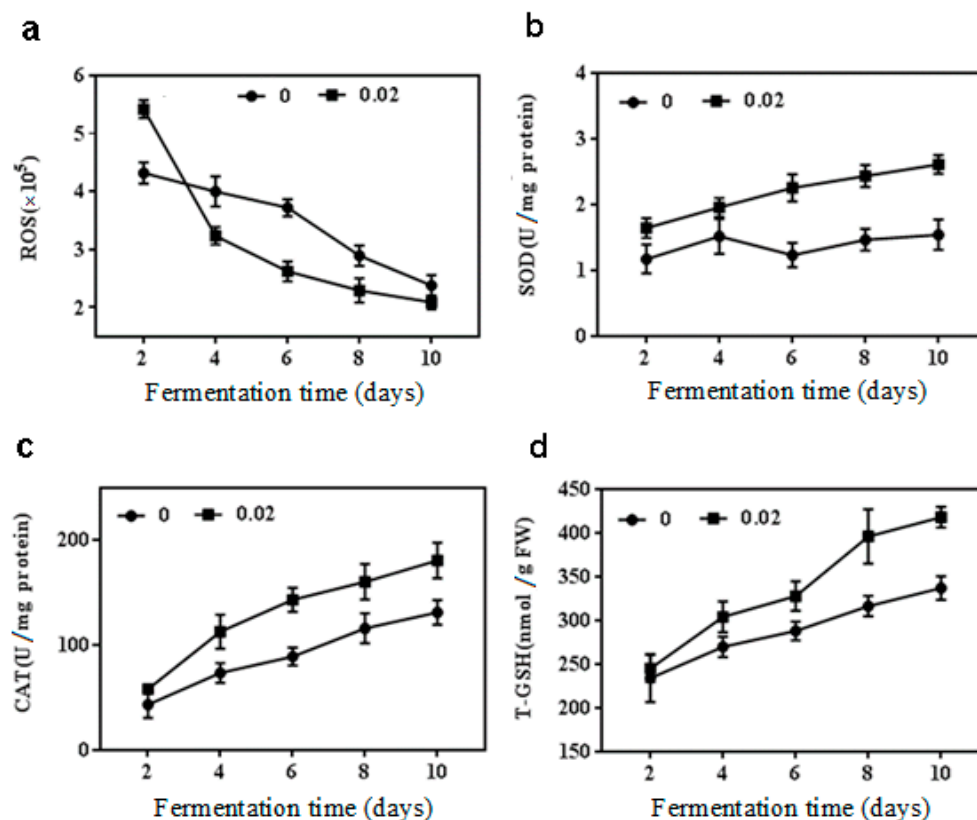 a
6
5
4
3
2
ROS(×10⁵)
0 0.02
2 4 6 8 10
Fermentation time (days)
b
4
3
2
1
0
SOD(U/mg protein)
0 0.02
2 4 6 8 10
Fermentation time (days)
c
200
100
0
CAT(U/mg protein)
0 0.02
2 4 6 8 10
Fermentation time (days)
d
450
400
350
300
250
200
150
T-GSH(nmol/gFW)
0 0.02
2 4 6 8 10
Fermentation time (days)